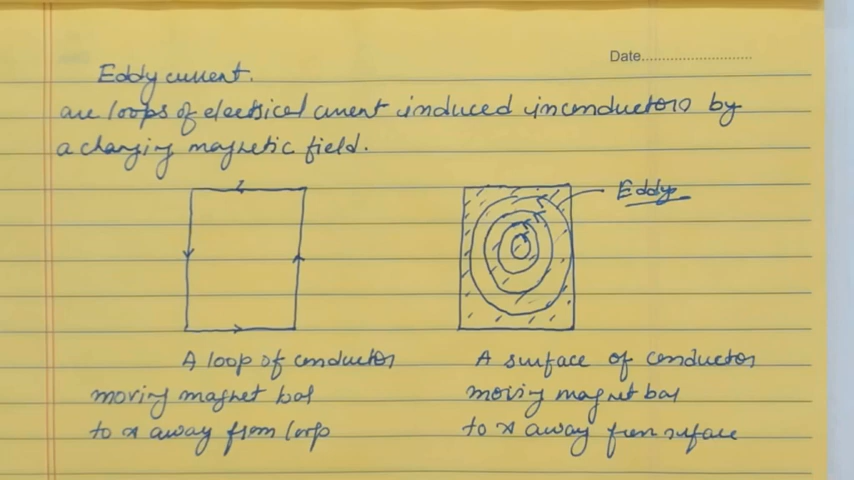 Date
Eddy current.
are loops of electrical current induced in conductors by
a changing magnetic field.
Eddy
A loop of conductor
moving magnet bar
to & away from loop
A surface of conductor
moving magnet bar
to & away from surface